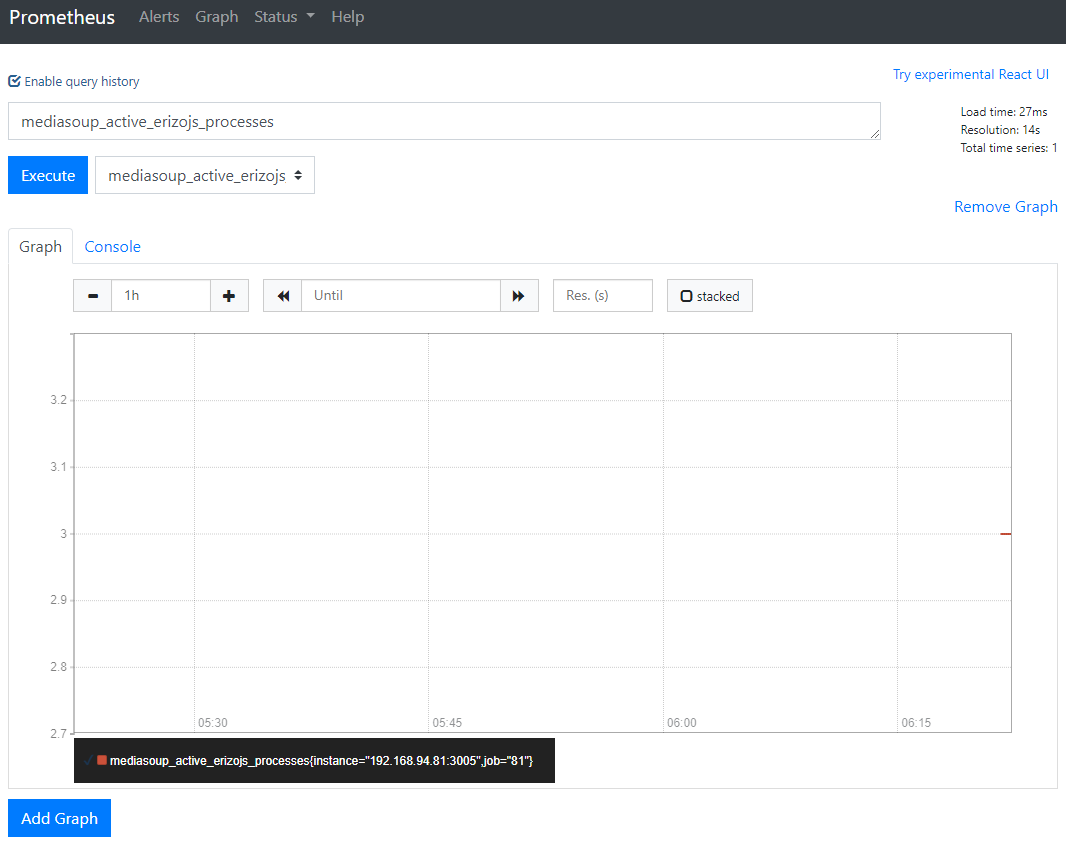 Prometheus Alerts Graph Status Help
Enable query history
Try experimental React UI
mediasoup_active_erizojs_processes
Load time: 27ms
Resolution: 14s
Total time series: 1
Execute mediasoup_active_erizojs
Remove Graph
Graph Console
1h Until Res. (s) stacked
3.2
3.1
3
2.9
2.8
2.7
05:30 05:45 06:00 06:15
mediasoup_active_erizojs_processes{instance="192.168.94.81:3005",job="81"}
Add Graph